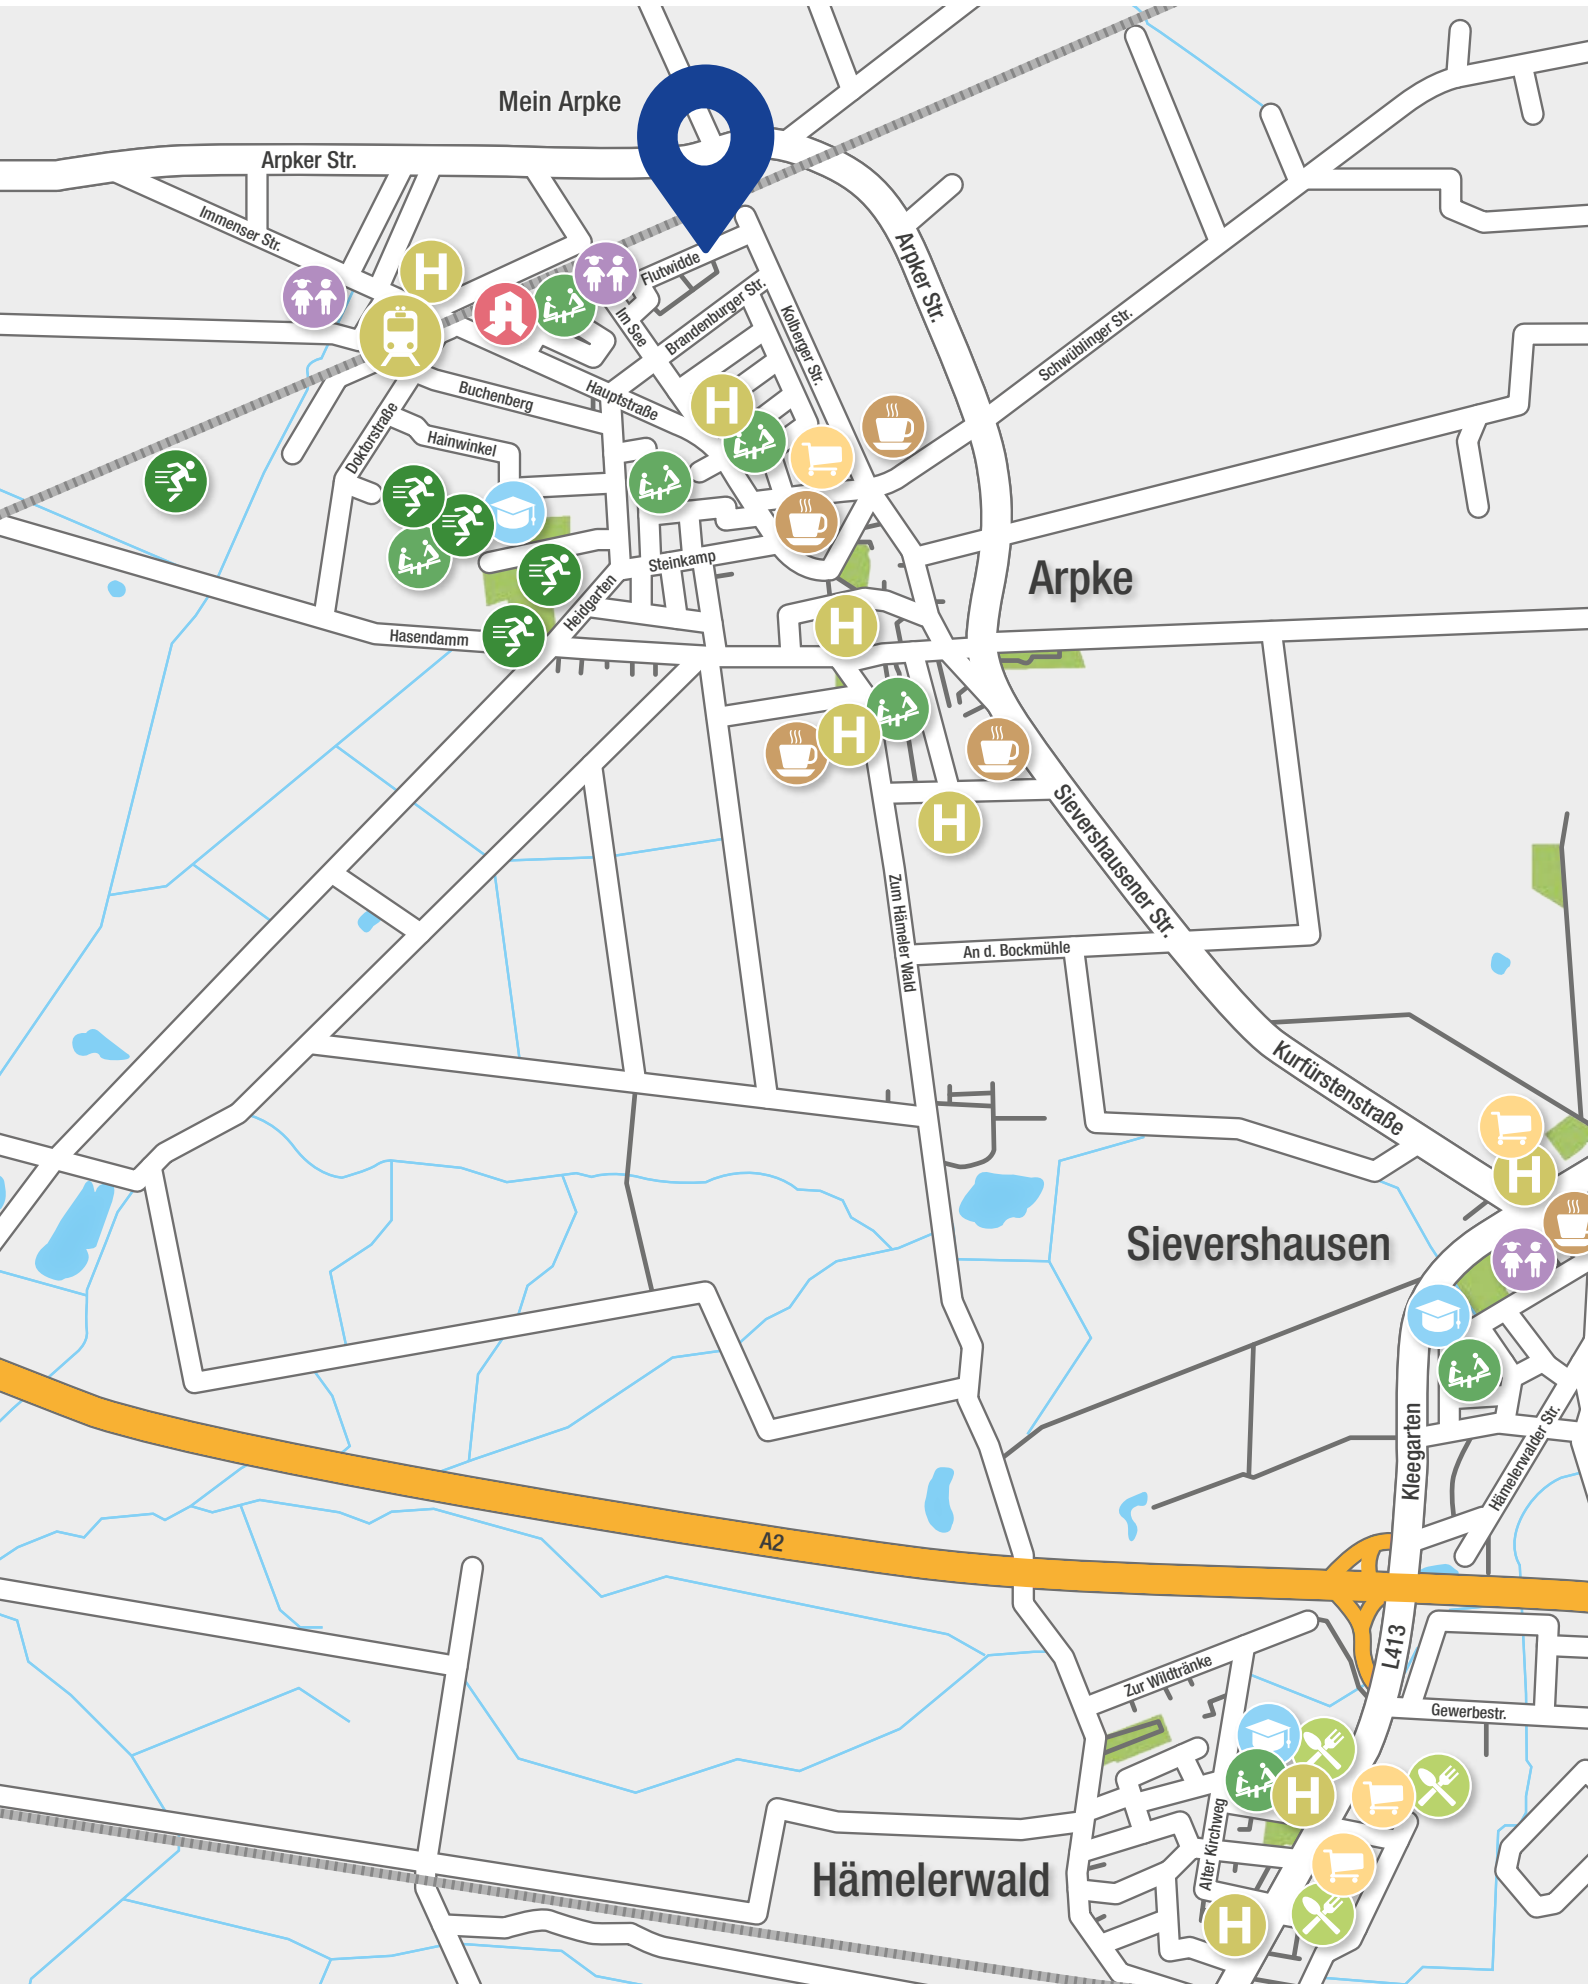 Mein Arpke
Arpker Str.
Immenser Str.
H
Flutwidde
Arpker Str.
A
Im See
Brandenburger Str.
Kolberger Str.
Schwüblinger Str.
Buchenberg
Hauptstraße
H
Doktorstraße
Hainwinkel
Steinkamp
Arpke
Heidgarten
Hasendamm
H
H
H
Sievershausener Str.
Zum Hämeler Wald
An d. Bockmühle
Kurfürstenstraße
H
Sievershausen
Kleegarten
Hämelerwalder Str.
A2
L413
Zur Wildtränke
Gewerbestr.
H
Alter Kirchweg
Hämelerwald
H